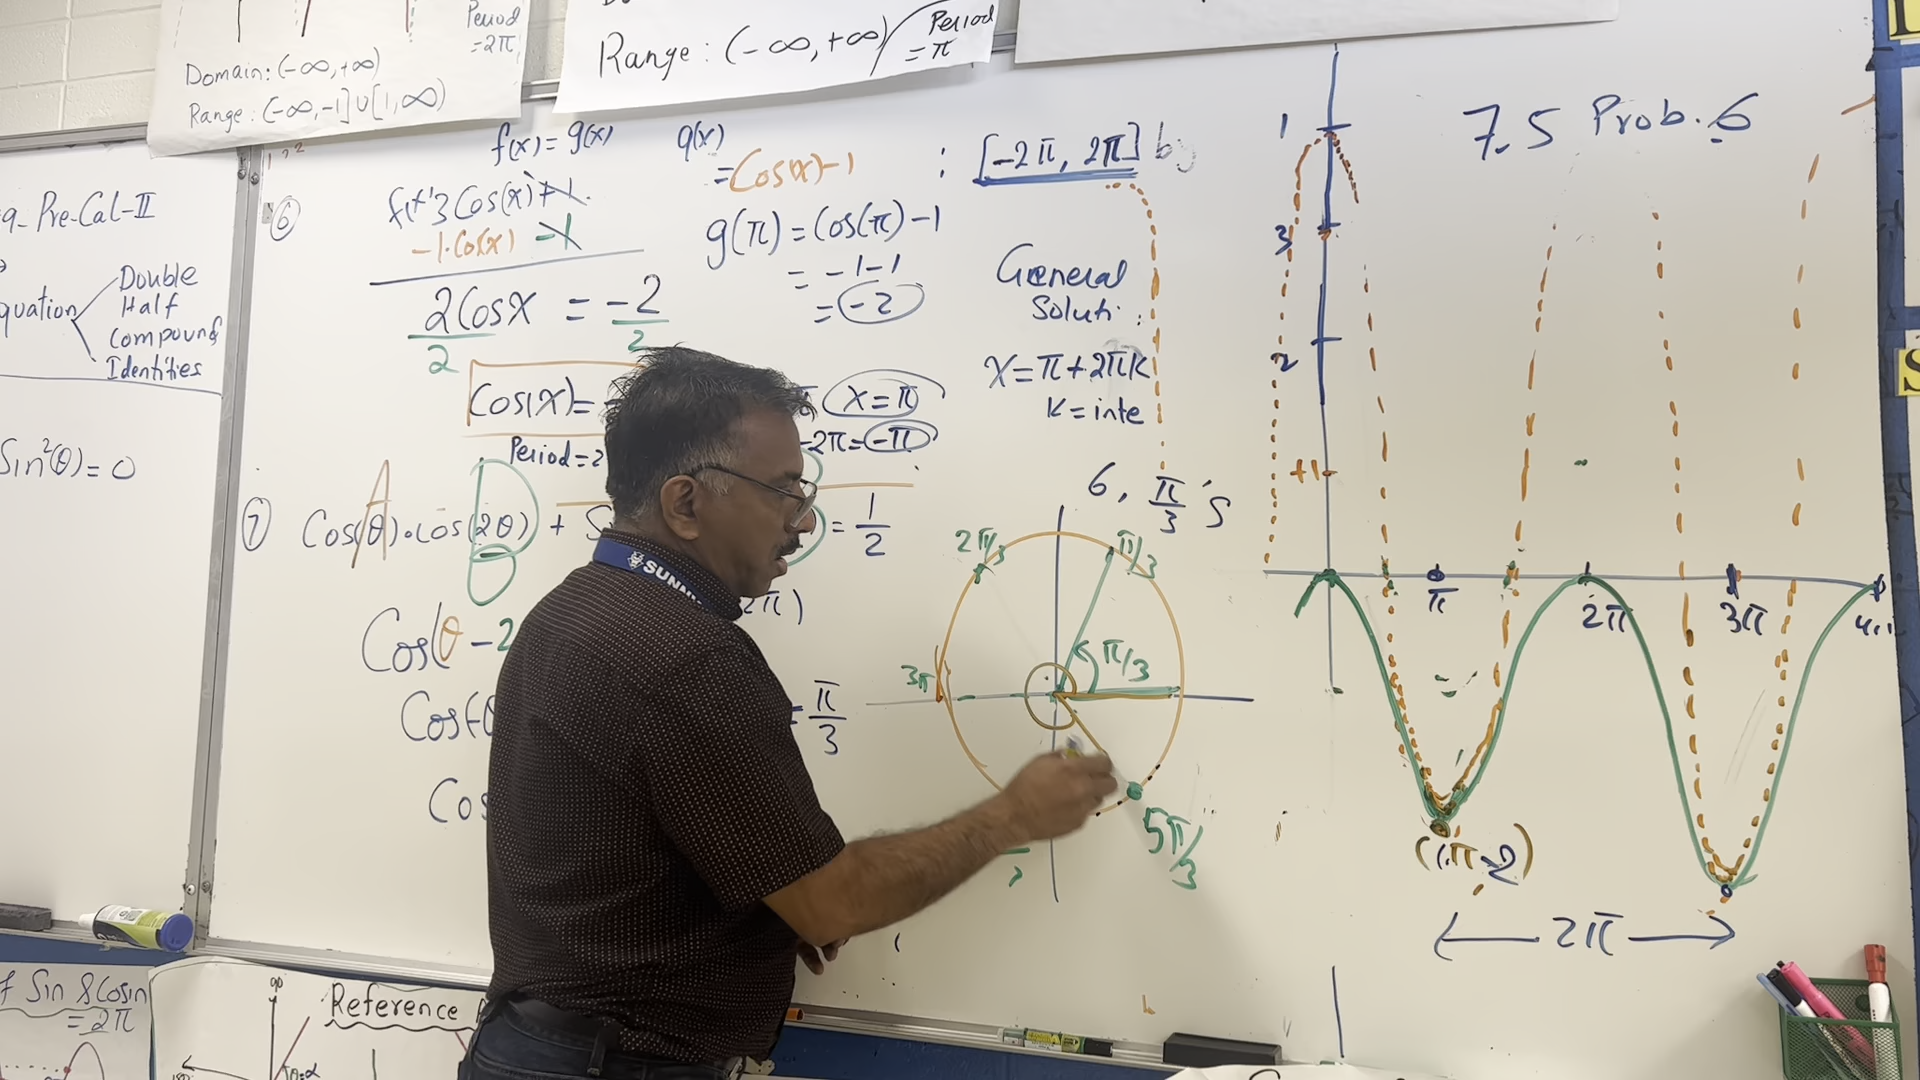 Period
=2π
Domain: (-∞,+∞)
Range: (-∞,-1]∪[1,∞)
Range: (-∞,+∞)
Period
=π
Pre-Cal-II
Double
Half
Compound
Identities
Sin²(θ)=0
f(x)=g(x)
g(x)
=Cos(x)-1
: [-2π, 2π] by
⑥
3Cos(x)+1
-1·Cos(x) -1
2Cosx = -2
2
2
g(π)=Cos(π)-1
= -1-1
= -2
General
Soluti:
x=π+2πk
k=inte
Cos(x)=
x=π
Period=2
-2π=-π
⑦ Cos(θ)·cos(2θ) +
= 1/2
A
B
2π)
Cos(θ-2
Cos(-θ
= π/3
Cos
6, π/3 's
2π/3
π/3
3π
π/3
5π/3
7.5 Prob. 6
1
3
2
+1
π
2π
3π
(1π,-2)
2π
SUNN
f Sin & Cosin
=2π
90
Reference